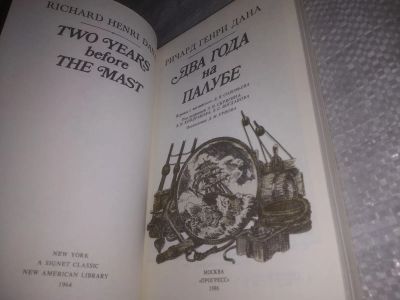 RICHARD HENRI DANA
TWO YEARS
before
THE MAST
NEW YORK
A SIGNET CLASSIC
NEW AMERICAN LIBRARY
1964
РИЧАРД ГЕНРИ ДАНА
ДВА ГОДА
на
ПАЛУБЕ
МОСКВА
«ПРОГРЕСС»
1986